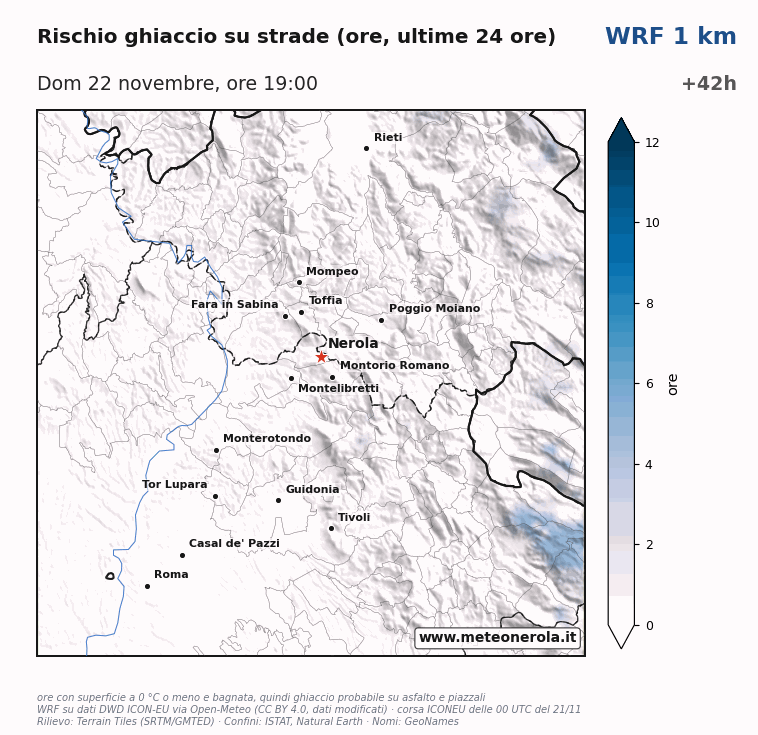 Rischio ghiaccio su strade (ore, ultime 24 ore)
WRF 1 km
Dom 22 novembre, ore 19:00
+42h
Rieti
Mompeo
Toffia
Fara in Sabina
Poggio Moiano
Nerola
Montorio Romano
Montelibretti
Monterotondo
Tor Lupara
Guidonia
Tivoli
Casal de' Pazzi
Roma
www.meteonerola.it
12
10
8
6
4
2
0
ore
ore con superficie a 0 °C o meno e bagnata, quindi ghiaccio probabile su asfalto e piazzali
WRF su dati DWD ICON-EU via Open-Meteo (CC BY 4.0, dati modificati) · corsa ICONEU delle 00 UTC del 21/11
Rilievo: Terrain Tiles (SRTM/GMTED) · Confini: ISTAT, Natural Earth · Nomi: GeoNames